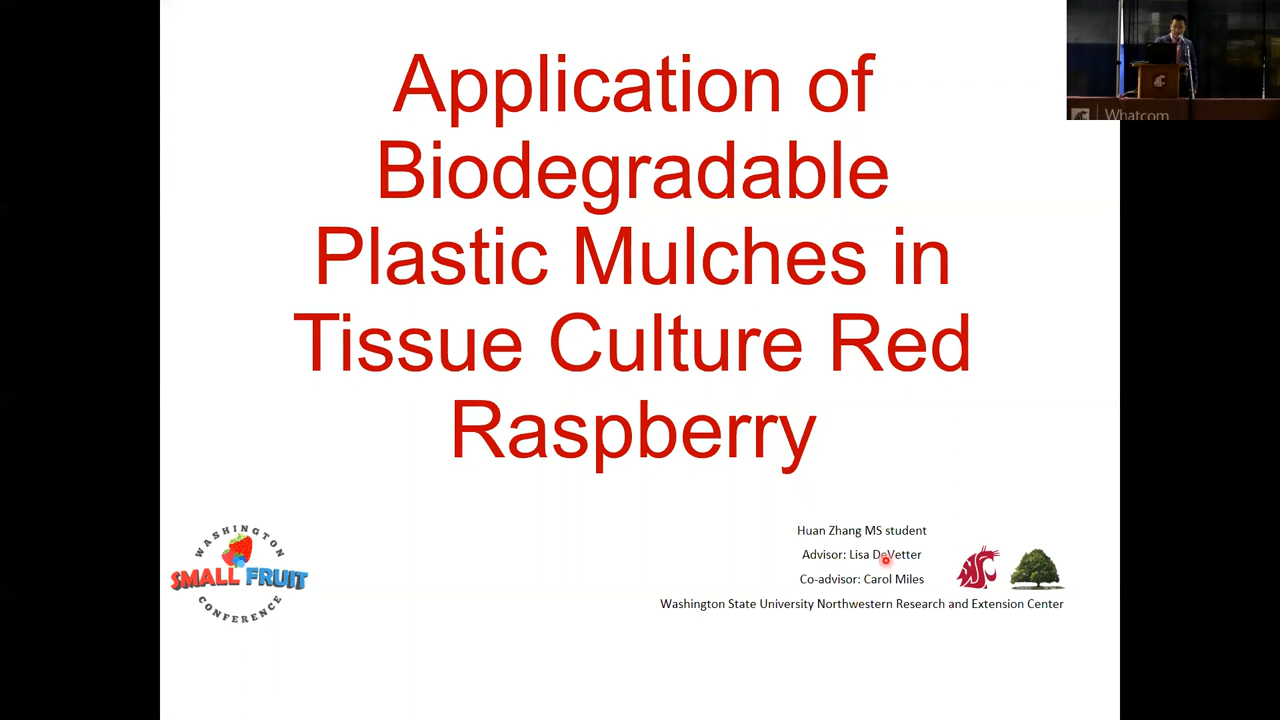 Application of
Biodegradable
Plastic Mulches in
Tissue Culture Red
Raspberry
WASHINGTON
SMALL FRUIT
CONFERENCE
Huan Zhang MS student
Advisor: Lisa DeVetter
Co-advisor: Carol Miles
Washington State University Northwestern Research and Extension Center
Whatcom